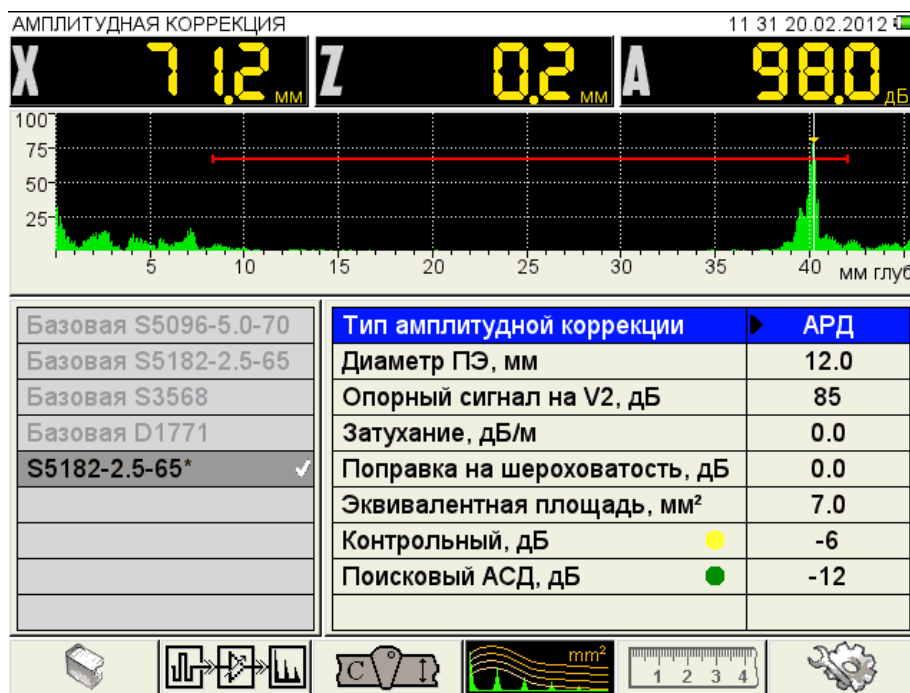 АМПЛИТУДНАЯ КОРРЕКЦИЯ 11 31 20.02.2012
X 71.2 мм Z 0.2 мм A 98.0 дБ
100
75
50
25
5 10 15 20 25 30 35 40 мм глуб
Базовая S5096-5.0-70
Базовая S5182-2.5-65
Базовая S3568
Базовая D1771
S5182-2.5-65*
Тип амплитудной коррекции АРД
Диаметр ПЭ, мм 12.0
Опорный сигнал на V2, дБ 85
Затухание, дБ/м 0.0
Поправка на шероховатость, дБ 0.0
Эквивалентная площадь, мм² 7.0
Контрольный, дБ -6
Поисковый АСД, дБ -12
C
mm²
1 2 3 4